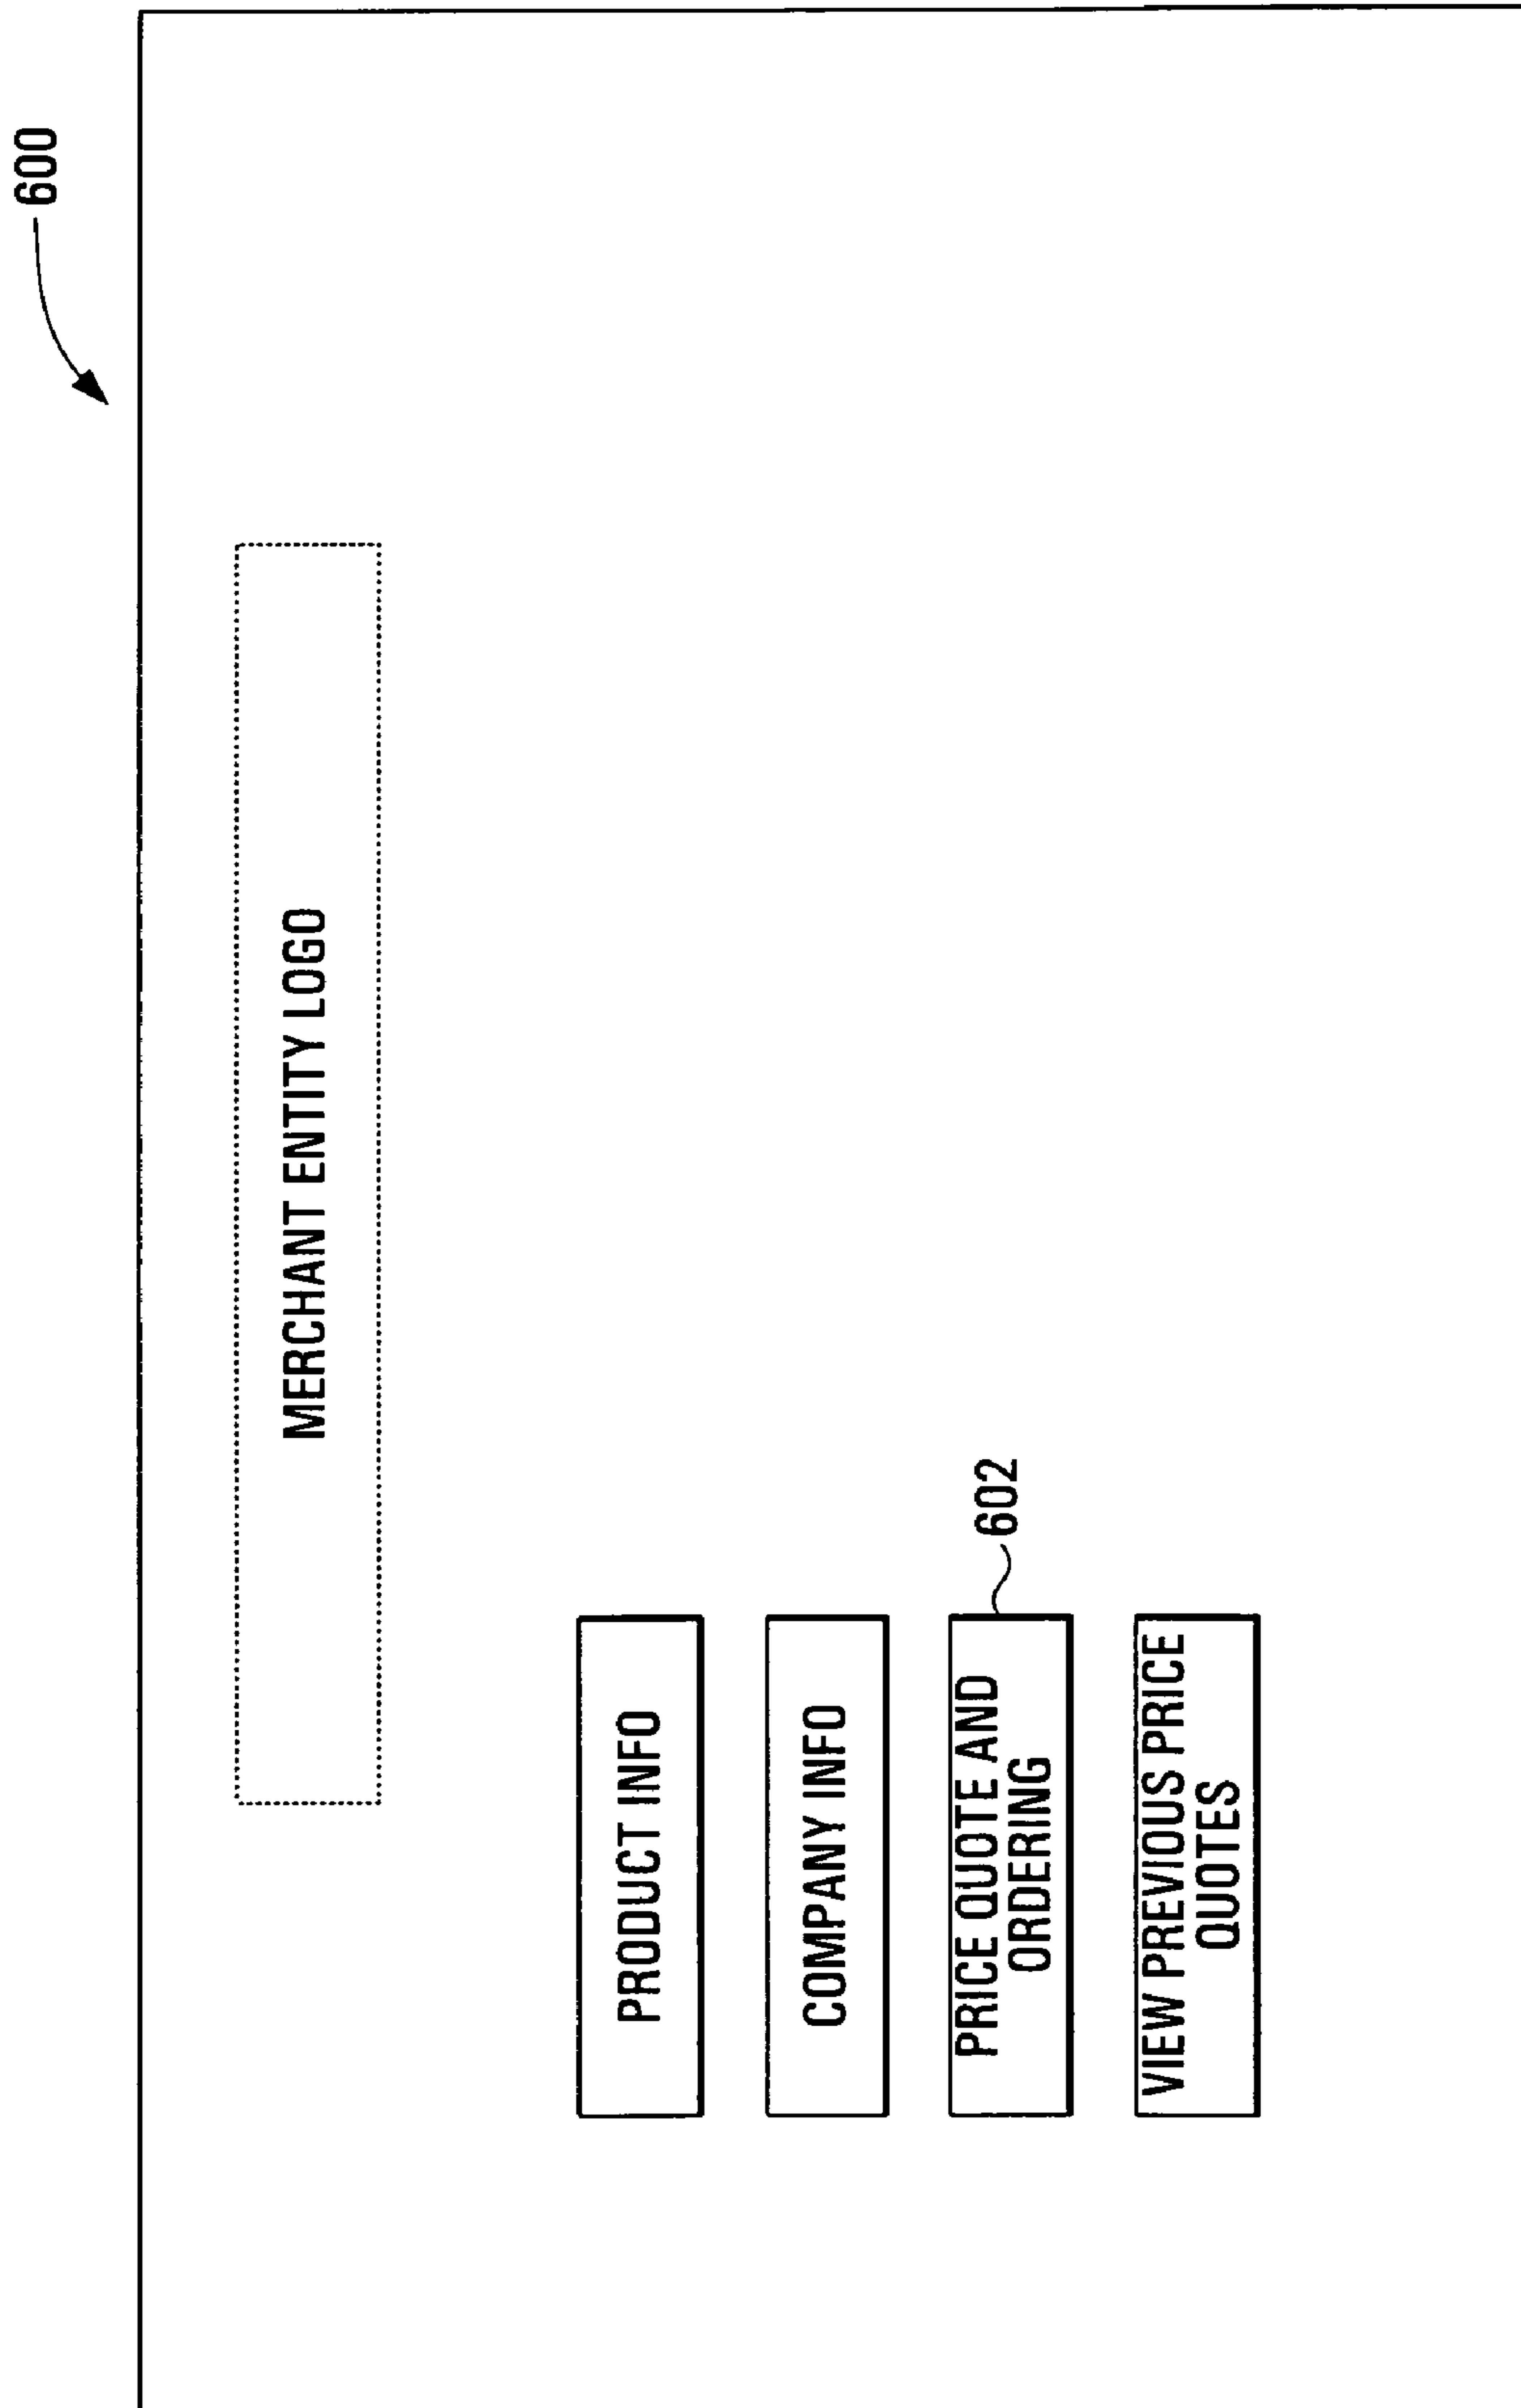 600
MERCHANT ENTITY LOGO
PRODUCT INFO
COMPANY INFO
602
PRICE QUOTE AND
ORDERING
VIEW PREVIOUS PRICE
QUOTES